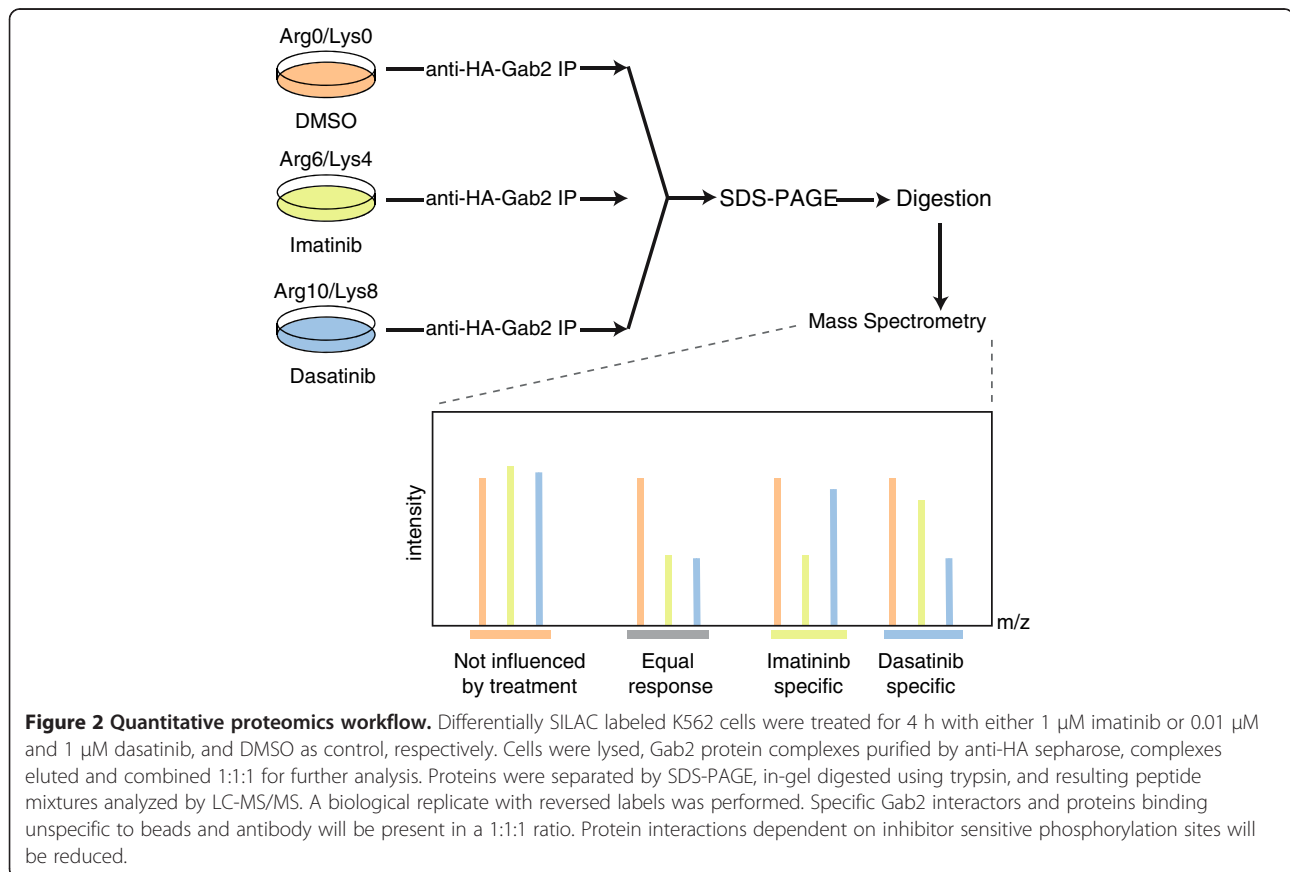 Arg0/Lys0
anti-HA-Gab2 IP
DMSO
Arg6/Lys4
anti-HA-Gab2 IP
SDS-PAGE
Digestion
Imatinib
Arg10/Lys8
anti-HA-Gab2 IP
Mass Spectrometry
Dasatinib
intensity
m/z
Not influenced
by treatment
Equal
response
Imatininb
specific
Dasatinib
specific
Figure 2 Quantitative proteomics workflow. Differentially SILAC labeled K562 cells were treated for 4 h with either 1 μM imatinib or 0.01 μM
and 1 μM dasatinib, and DMSO as control, respectively. Cells were lysed, Gab2 protein complexes purified by anti-HA sepharose, complexes
eluted and combined 1:1:1 for further analysis. Proteins were separated by SDS-PAGE, in-gel digested using trypsin, and resulting peptide
mixtures analyzed by LC-MS/MS. A biological replicate with reversed labels was performed. Specific Gab2 interactors and proteins binding
unspecific to beads and antibody will be present in a 1:1:1 ratio. Protein interactions dependent on inhibitor sensitive phosphorylation sites will
be reduced.